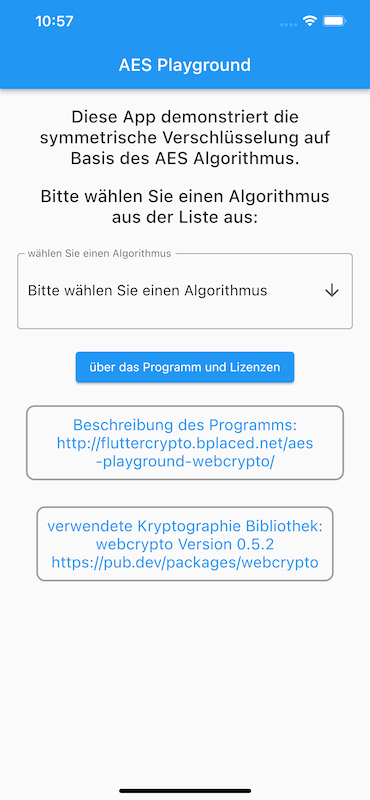 10:57
AES Playground
Diese App demonstriert die
symmetrische Verschlüsselung auf
Basis des AES Algorithmus.
Bitte wählen Sie einen Algorithmus
aus der Liste aus:
wählen Sie einen Algorithmus
Bitte wählen Sie einen Algorithmus
über das Programm und Lizenzen
Beschreibung des Programms:
http://fluttercrypto.bplaced.net/aes
-playground-webcrypto/
verwendete Kryptographie Bibliothek:
webcrypto Version 0.5.2
https://pub.dev/packages/webcrypto